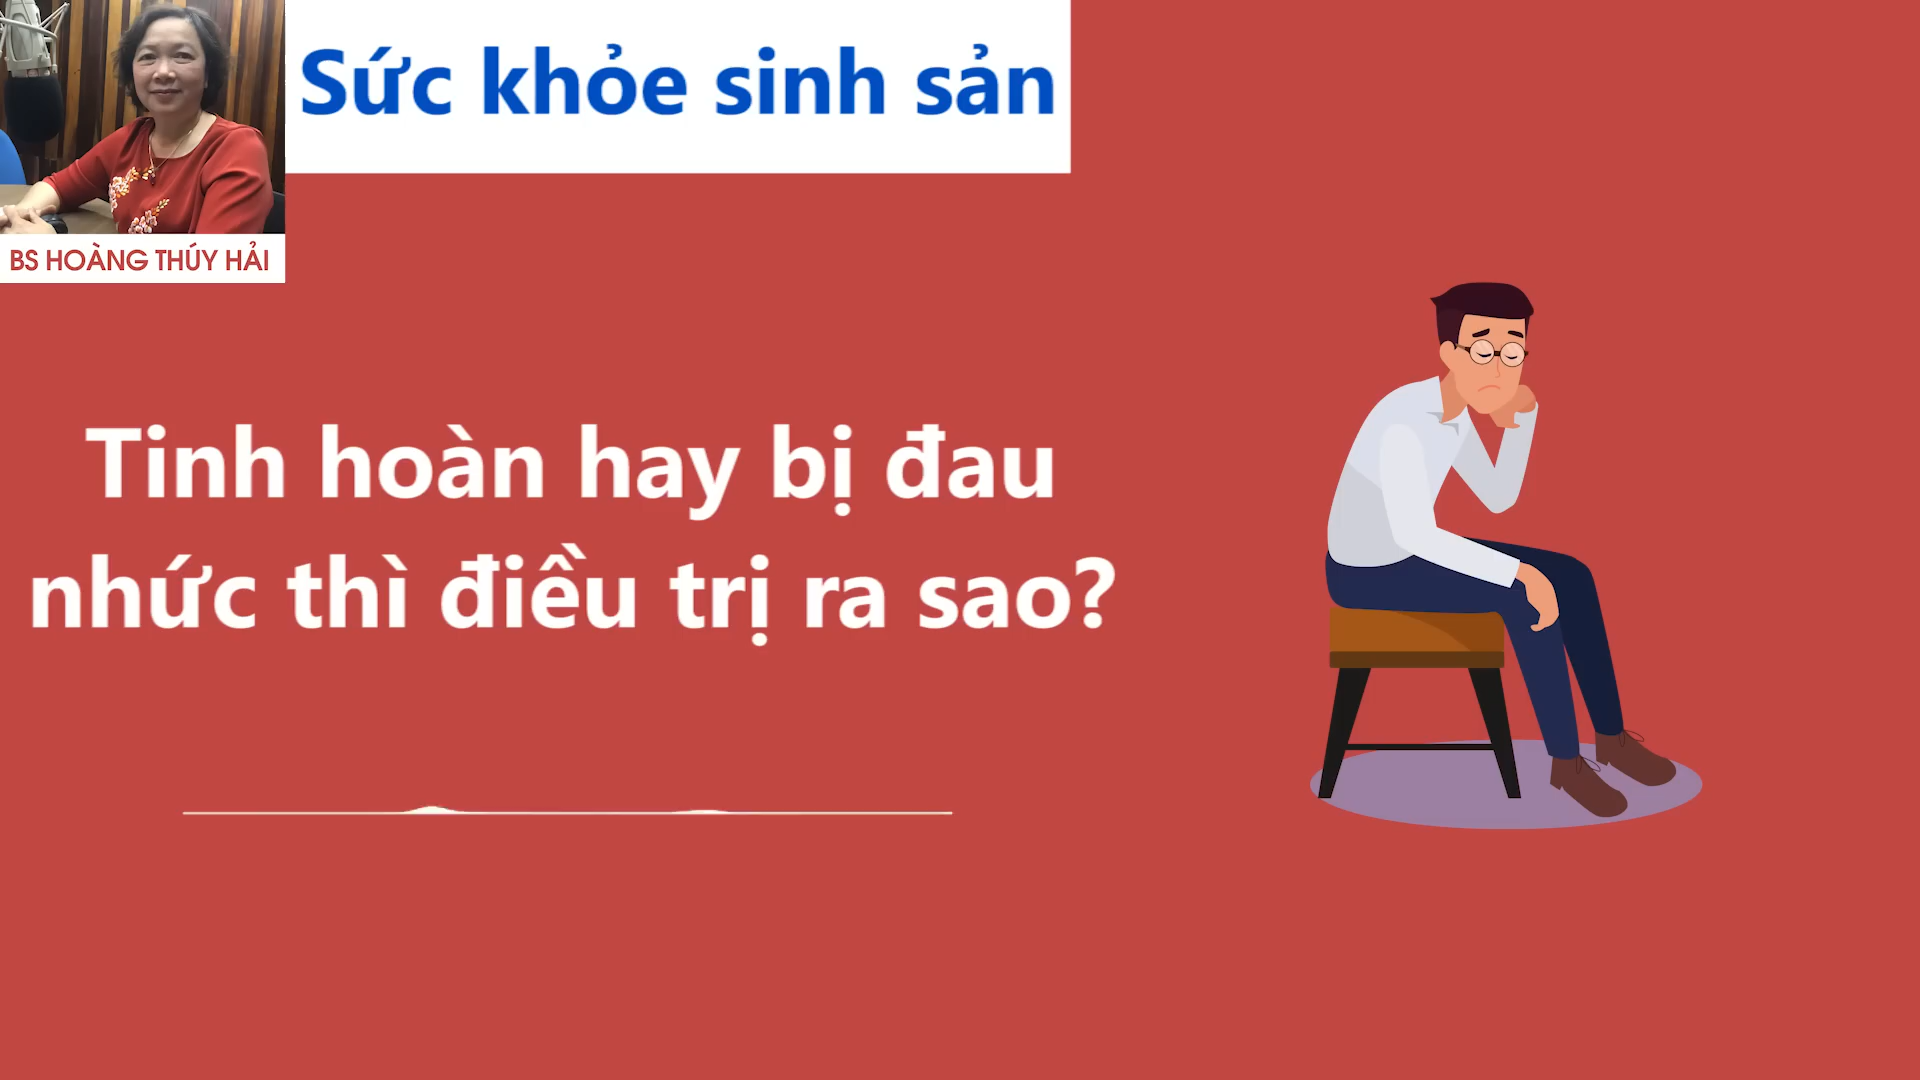 Sức khỏe sinh sản
BS HOÀNG THÚY HẢI
Tinh hoàn hay bị đau
nhức thì điều trị ra sao?